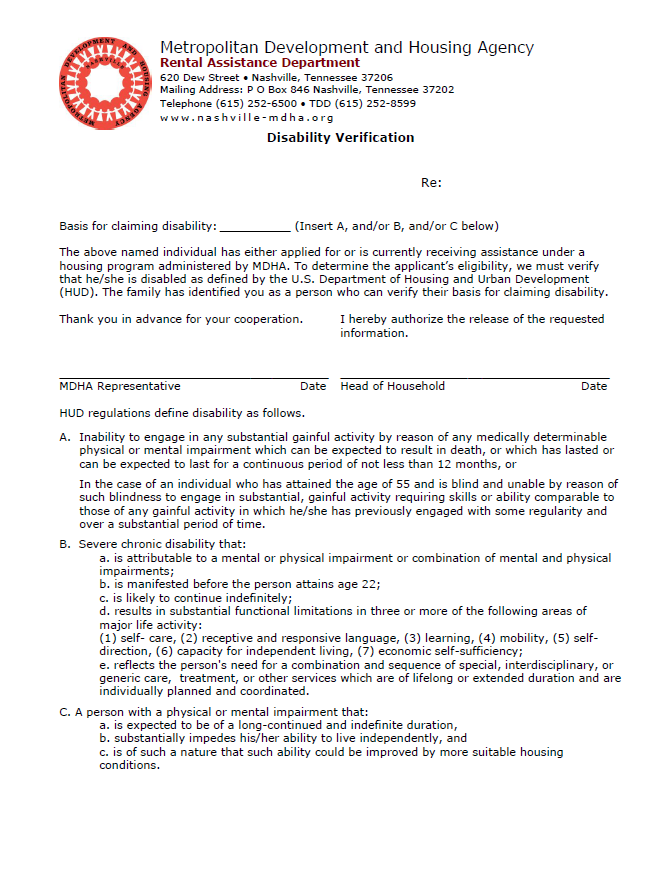 METROPOLITAN DEVELOPMENT AND HOUSING AGENCY
NASHVILLE
Metropolitan Development and Housing Agency
Rental Assistance Department
620 Dew Street • Nashville, Tennessee 37206
Mailing Address: P O Box 846 Nashville, Tennessee 37202
Telephone (615) 252-6500 • TDD (615) 252-8599
www.nashville-mdha.org
Disability Verification
Re:
Basis for claiming disability: ___________ (Insert A, and/or B, and/or C below)
The above named individual has either applied for or is currently receiving assistance under a
housing program administered by MDHA. To determine the applicant's eligibility, we must verify
that he/she is disabled as defined by the U.S. Department of Housing and Urban Development
(HUD). The family has identified you as a person who can verify their basis for claiming disability.
Thank you in advance for your cooperation.
I hereby authorize the release of the requested
information.
MDHA Representative Date
Head of Household Date
HUD regulations define disability as follows.
A. Inability to engage in any substantial gainful activity by reason of any medically determinable
physical or mental impairment which can be expected to result in death, or which has lasted or
can be expected to last for a continuous period of not less than 12 months, or
In the case of an individual who has attained the age of 55 and is blind and unable by reason of
such blindness to engage in substantial, gainful activity requiring skills or ability comparable to
those of any gainful activity in which he/she has previously engaged with some regularity and
over a substantial period of time.
B. Severe chronic disability that:
a. is attributable to a mental or physical impairment or combination of mental and physical
impairments;
b. is manifested before the person attains age 22;
c. is likely to continue indefinitely;
d. results in substantial functional limitations in three or more of the following areas of
major life activity:
(1) self- care, (2) receptive and responsive language, (3) learning, (4) mobility, (5) self-
direction, (6) capacity for independent living, (7) economic self-sufficiency;
e. reflects the person's need for a combination and sequence of special, interdisciplinary, or
generic care, treatment, or other services which are of lifelong or extended duration and are
individually planned and coordinated.
C. A person with a physical or mental impairment that:
a. is expected to be of a long-continued and indefinite duration,
b. substantially impedes his/her ability to live independently, and
c. is of such a nature that such ability could be improved by more suitable housing
conditions.